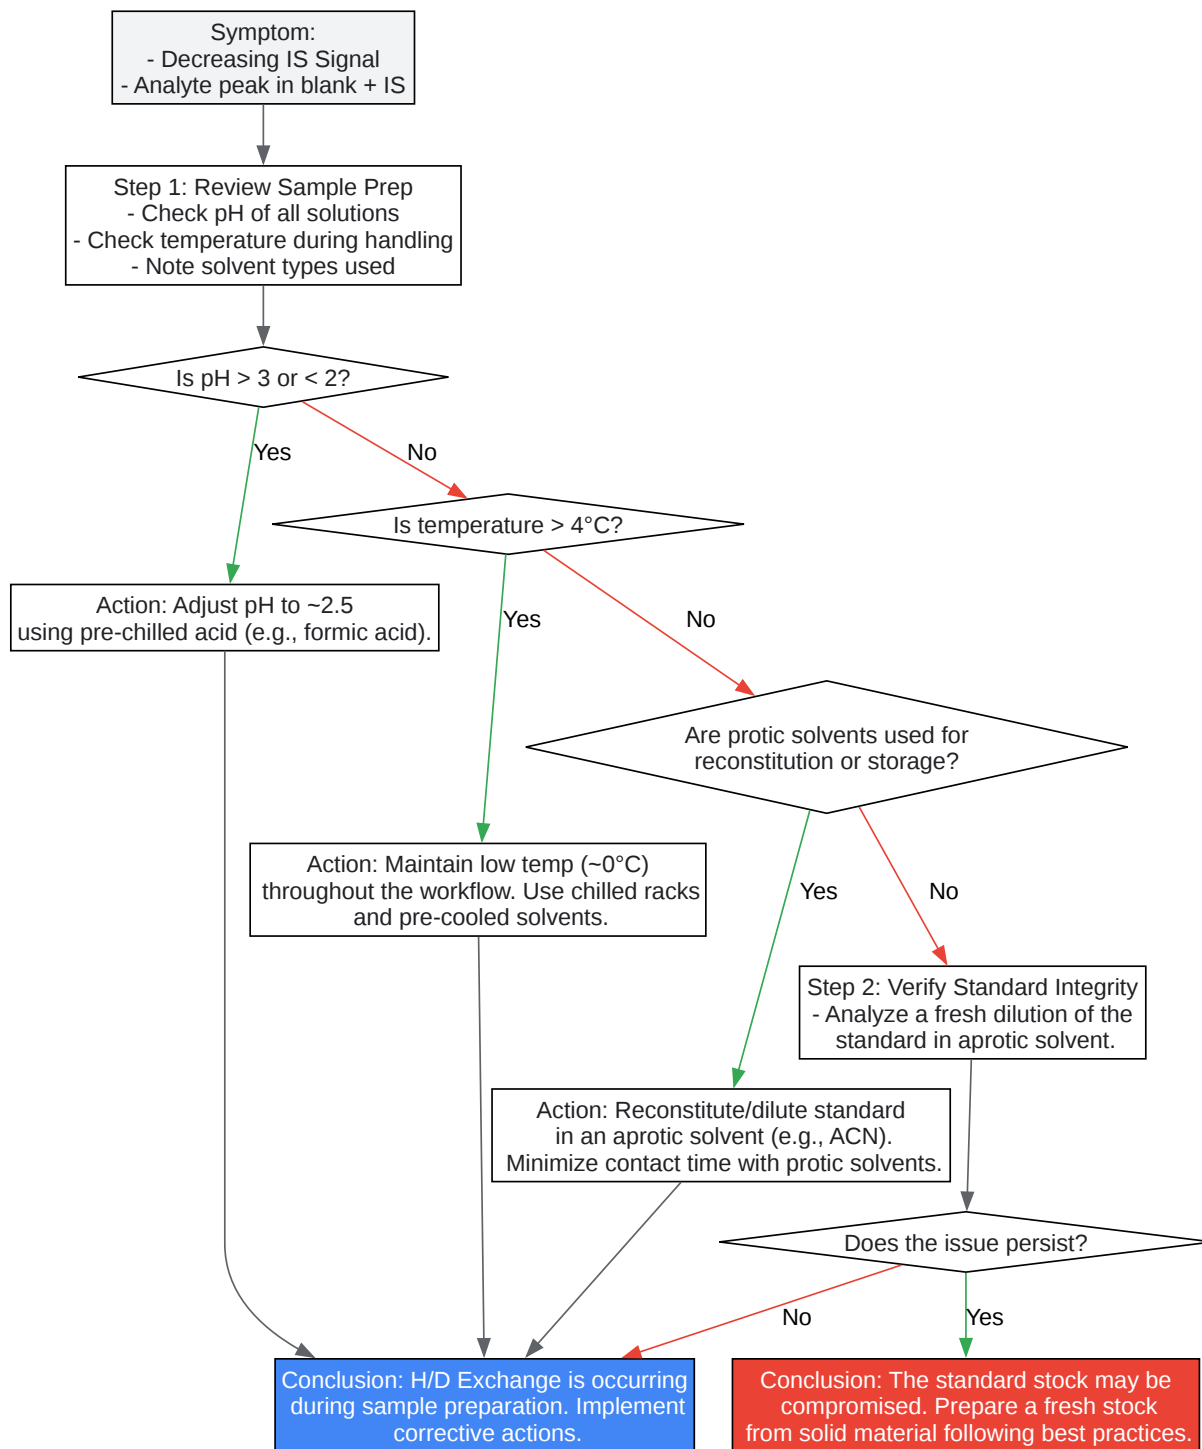 Symptom:
- Decreasing IS Signal
- Analyte peak in blank + IS
Step 1: Review Sample Prep
- Check pH of all solutions
- Check temperature during handling
- Note solvent types used
Is pH > 3 or < 2?
Yes
No
Is temperature > 4°C?
Action: Adjust pH to ~2.5
using pre-chilled acid (e.g., formic acid).
Yes
No
Are protic solvents used for
reconstitution or storage?
Action: Maintain low temp (~0°C)
throughout the workflow. Use chilled racks
and pre-cooled solvents.
Yes
No
Step 2: Verify Standard Integrity
- Analyze a fresh dilution of the
standard in aprotic solvent.
Action: Reconstitute/dilute standard
in an aprotic solvent (e.g., ACN).
Minimize contact time with protic solvents.
Does the issue persist?
No
Yes
Conclusion: H/D Exchange is occurring
during sample preparation. Implement
corrective actions.
Conclusion: The standard stock may be
compromised. Prepare a fresh stock
from solid material following best practices.